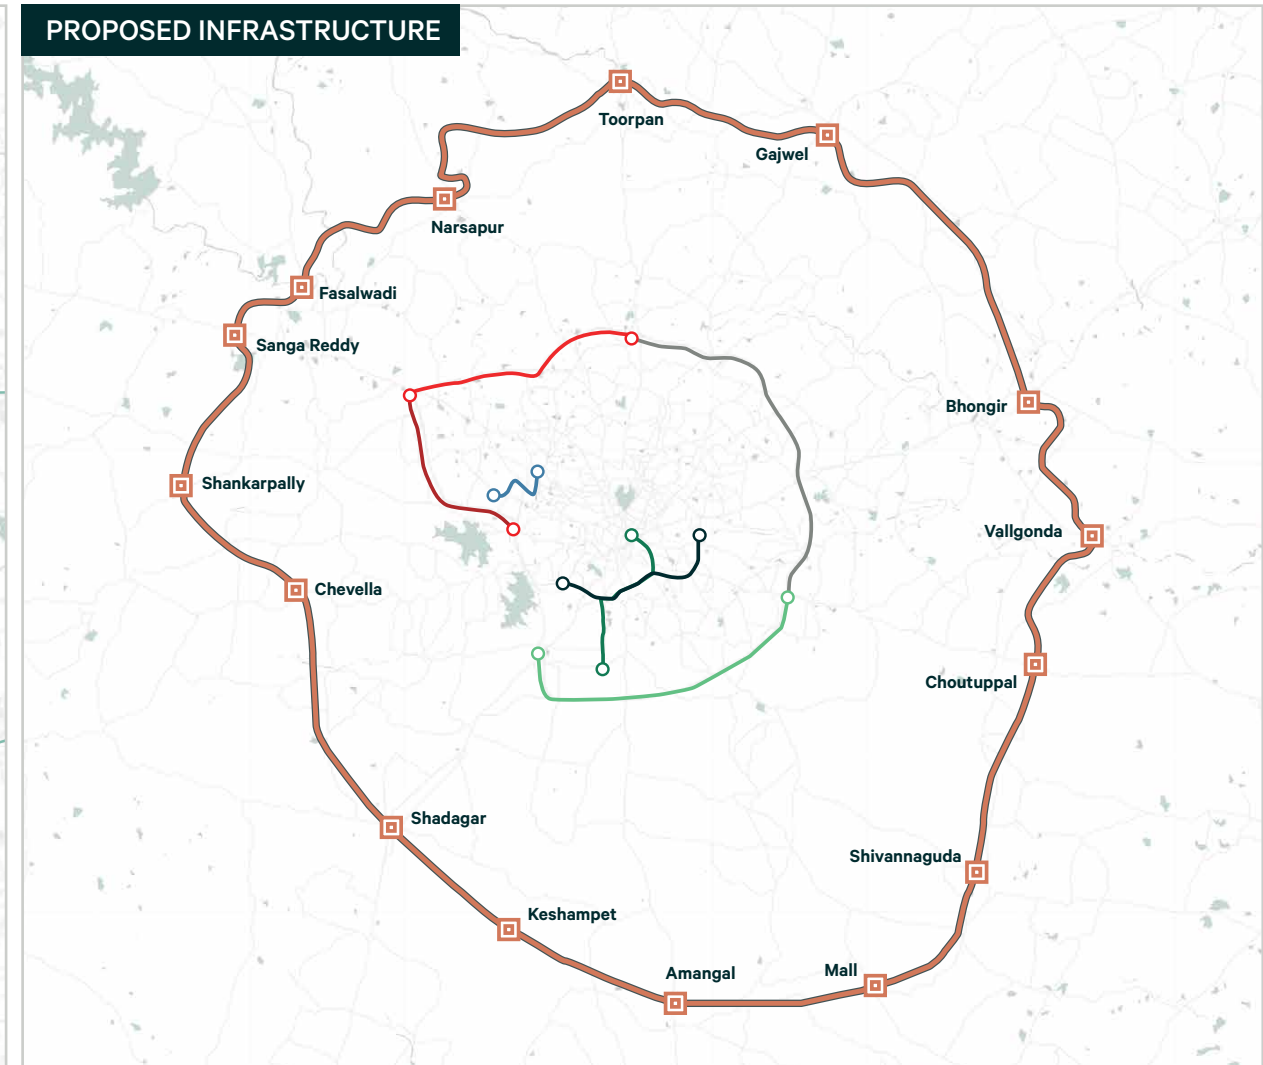 PROPOSED INFRASTRUCTURE
Toorpan
Gajwel
Narsapur
Fasalwadi
Sanga Reddy
Bhongir
Shankarpally
Vallgonda
Chevella
Choutuppal
Shadagar
Shivannaguda
Keshampet
Amangal
Mall